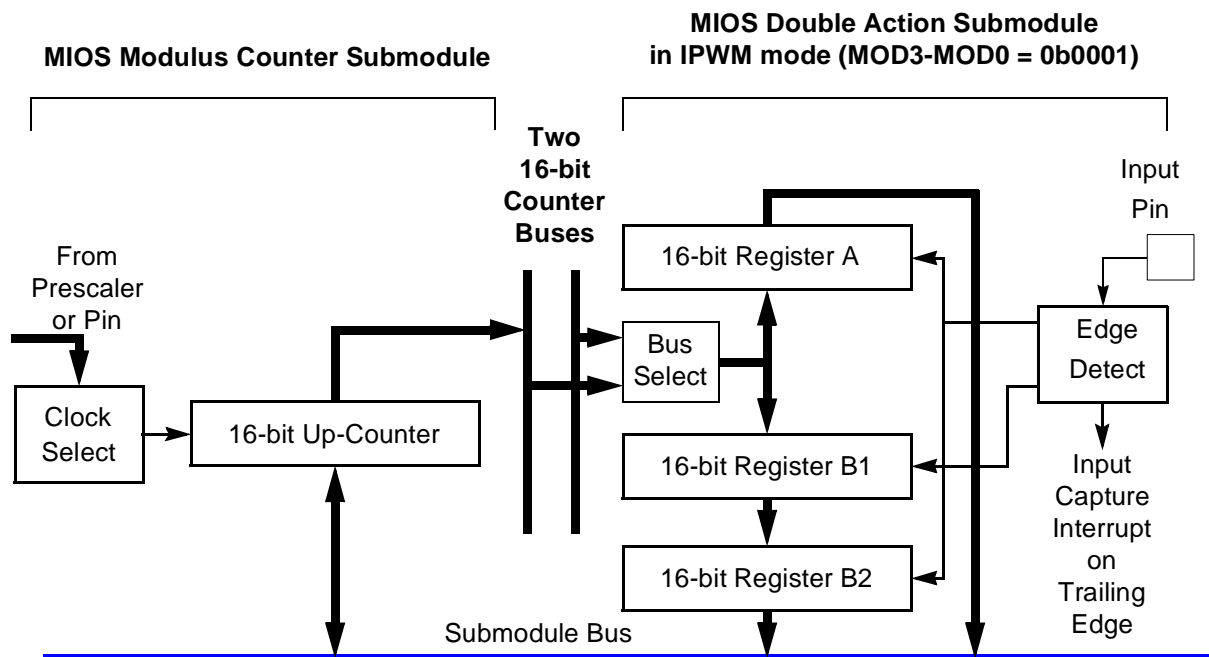 MIOS Modulus Counter Submodule
MIOS Double Action Submodule
in IPWM mode (MOD3-MOD0 = 0b0001)
Two
16-bit
Counter
Buses
Input
Pin
From
Prescaler
or Pin
16-bit Register A
Edge
Detect
Bus
Select
Clock
Select
16-bit Up-Counter
16-bit Register B1
Input
Capture
Interrupt
on
Trailing
Edge
16-bit Register B2
Submodule Bus